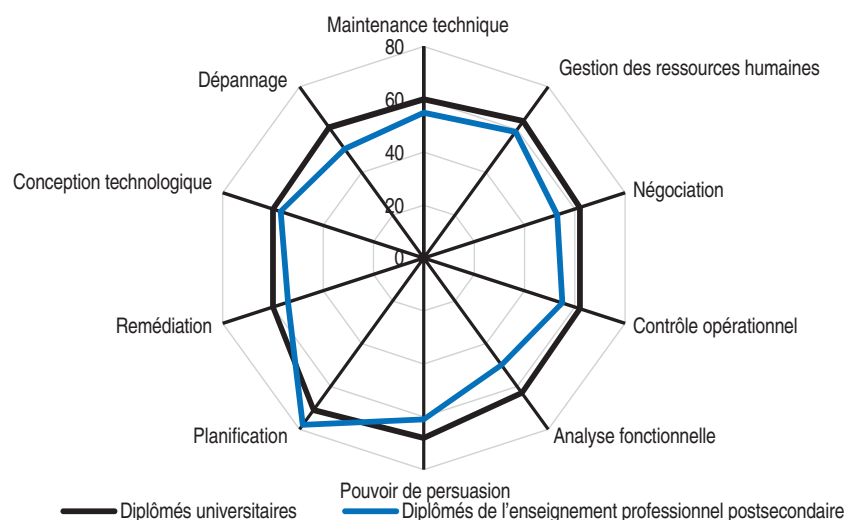 Maintenance technique
80
Gestion des ressources humaines
Dépannage
60
40
Conception technologique
Négociation
20
0
Remédiation
Contrôle opérationnel
Planification
Analyse fonctionnelle
Pouvoir de persuasion
Diplômés universitaires
Diplômés de l'enseignement professionnel postsecondaire